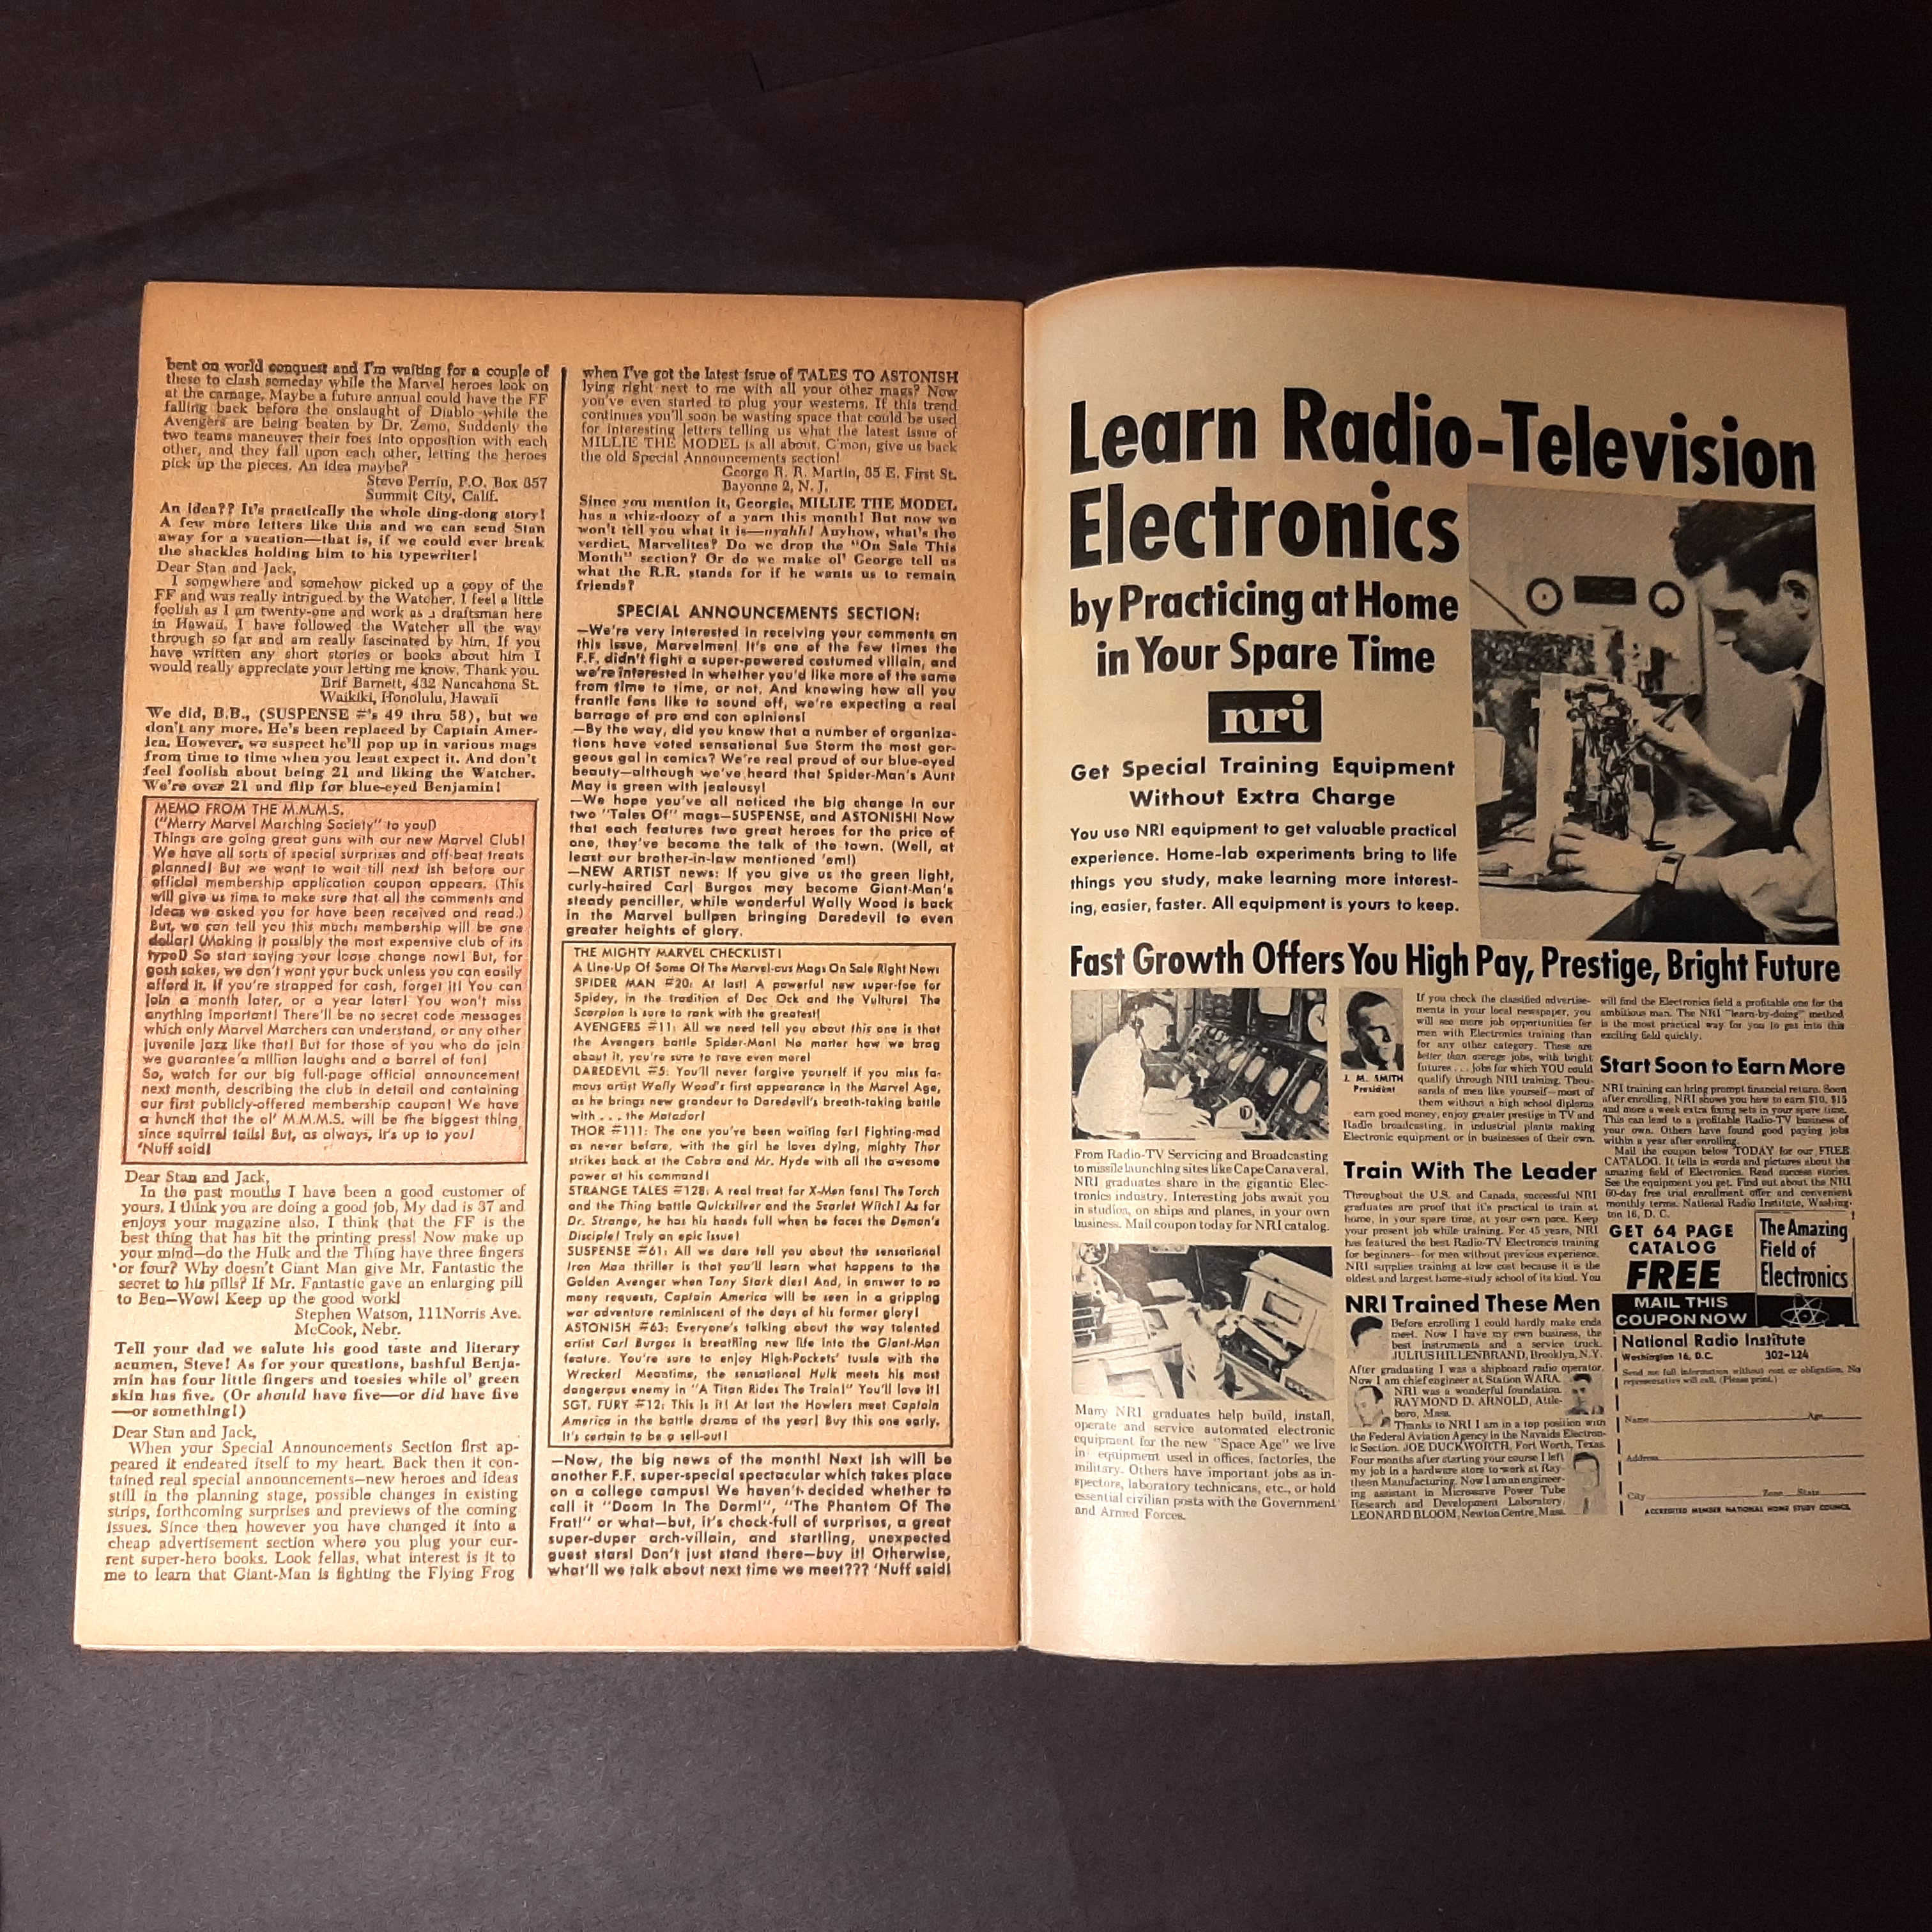 bent on world conquest and I'm waiting for a couple of
these to clash someday while the Marvel heroes look on
at the carnage. Maybe a future annual could have the FF
falling back before the onslaught of Diablo while the
Avengers are being beaten by Dr. Zemo. Suddenly the
two teams maneuver their foes into opposition with each
other, and they fall upon each other, letting the heroes
pick up the pieces. An idea maybe?
Steve Perrin, P.O. Box 857
Summit City, Calif.
An idea?? It's practically the whole ding-dong story!
A few more letters like this and we can send Stan
away for a vacation—that is, if we could ever break
the shackles holding him to his typewriter!
Dear Stan and Jack,
I somewhere and somehow picked up a copy of the
FF and was really intrigued by the Watcher. I feel a little
foolish as I am twenty-one and work as a draftsman here
in Hawaii. I have followed the Watcher all the way
through so far and am really fascinated by him. If you
have written any short stories or books about him I
would really appreciate your letting me know. Thank you.
Brif Barnett, 432 Nancahona St.
Waikiki, Honolulu, Hawaii
We did, B.B., (SUSPENSE #'s 49 thru 58), but we
don't any more. He's been replaced by Captain Amer-
ica. However, we suspect he'll pop up in various mags
from time to time when you least expect it. And don't
feel foolish about being 21 and liking the Watcher.
We're over 21 and flip for blue-eyed Benjamin!
MEMO FROM THE M.M.M.S.
("Merry Marvel Marching Society" to you!)
Things are going great guns with our new Marvel Club!
We have all sorts of special surprises and off-beat treats
planned! But we want to wait till next ish before our
official membership application coupon appears. (This
will give us time to make sure that all the comments and
ideas we asked you for have been received and read.)
But, we can tell you this much: membership will be one
dollar! (Making it possibly the most expensive club of its
type!) So start saving your loose change now! But, for
gosh sakes, we don't want your buck unless you can easily
afford it. If you're strapped for cash, forget it! You can
join a month later, or a year later! You won't miss
anything important! There'll be no secret code messages
which only Marvel Marchers can understand, or any other
juvenile jazz like that! But for those of you who do join
we guarantee a million laughs and a barrel of fun!
So, watch for our big full-page official announcement
next month, describing the club in detail and containing
our first publicly-offered membership coupon! We have
a hunch that the ol' M.M.M.S. will be the biggest thing
since squirrel tails! But, as always, it's up to you!
'Nuff said!
Dear Stan and Jack,
In the past months I have been a good customer of
yours. I think you are doing a good job. My dad is 37 and
enjoys your magazine also. I think that the FF is the
best thing that has hit the printing press! Now make up
your mind—do the Hulk and the Thing have three fingers
or four? Why doesn't Giant Man give Mr. Fantastic the
secret to his pills? If Mr. Fantastic gave an enlarging pill
to Ben—Wow! Keep up the good work!
Stephen Watson, 111Norris Ave.
McCook, Nebr.
Tell your dad we salute his good taste and literary
acumen, Steve! As for your questions, bashful Benja-
min has four little fingers and toesies while ol' green
skin has five. (Or should have five—or did have five
—or something!)
Dear Stan and Jack,
When your Special Announcements Section first ap-
peared it endeared itself to my heart. Back then it con-
tained real special announcements—new heroes and ideas
still in the planning stage, possible changes in existing
strips, forthcoming surprises and previews of the coming
issues. Since then however you have changed it into a
cheap advertisement section where you plug your cur-
rent super-hero books. Look fellas, what interest is it to
me to learn that Giant-Man is fighting the Flying Frog
when I've got the latest issue of TALES TO ASTONISH
lying right next to me with all your other mags? Now
you've even started to plug your westerns. If this trend
continues you'll soon be wasting space that could be used
for interesting letters telling us what the latest issue of
MILLIE THE MODEL is all about. C'mon, give us back
the old Special Announcements section!
George R. R. Martin, 35 E. First St.
Bayonne 2, N. J.
Since you mention it, Georgie, MILLIE THE MODEL
has a whiz-doozy of a yarn this month! But now we
won't tell you what it is—nyahh! Anyhow, what's the
verdict, Marvelites? Do we drop the "On Sale This
Month" section? Or do we make ol' George tell us
what the R.R. stands for if he wants us to remain
friends?
SPECIAL ANNOUNCEMENTS SECTION:
—We're very interested in receiving your comments on
this issue, Marvelmen! It's one of the few times the
F.F. didn't fight a super-powered costumed villain, and
we're interested in whether you'd like more of the same
from time to time, or not. And knowing how all you
frantic fans like to sound off, we're expecting a real
barrage of pro and con opinions!
—By the way, did you know that a number of organiza-
tions have voted sensational Sue Storm the most gor-
geous gal in comics? We're real proud of our blue-eyed
beauty—although we've heard that Spider-Man's Aunt
May is green with jealousy!
—We hope you've all noticed the big change in our
two "Tales Of" mags—SUSPENSE, and ASTONISH! Now
that each features two great heroes for the price of
one, they've become the talk of the town. (Well, at
least our brother-in-law mentioned 'em!)
—NEW ARTIST news: If you give us the green light,
curly-haired Carl Burgos may become Giant-Man's
steady penciller, while wonderful Wally Wood is back
in the Marvel bullpen bringing Daredevil to even
greater heights of glory.
THE MIGHTY MARVEL CHECKLIST!
A Line-Up Of Some Of The Marvel-ous Mags On Sale Right Now:
SPIDER MAN #20: At last! A powerful new super-foe for
Spidey, in the tradition of Doc Ock and the Vulture! The
Scorpion is sure to rank with the greatest!
AVENGERS #11: All we need tell you about this one is that
the Avengers battle Spider-Man! No matter how we brag
about it, you're sure to rave even more!
DAREDEVIL #5: You'll never forgive yourself if you miss fa-
mous artist Wally Wood's first appearance in the Marvel Age,
as he brings new grandeur to Daredevil's breath-taking battle
with . . . the Matador!
THOR #111: The one you've been waiting for! Fighting-mad
as never before, with the girl he loves dying, mighty Thor
strikes back at the Cobra and Mr. Hyde with all the awesome
power at his command!
STRANGE TALES #128: A real treat for X-Men fans! The Torch
and the Thing battle Quicksilver and the Scarlet Witch! As for
Dr. Strange, he has his hands full when he faces the Demon's
Disciple! Truly an epic issue!
SUSPENSE #61: All we dare tell you about the sensational
Iron Man thriller is that you'll learn what happens to the
Golden Avenger when Tony Stark dies! And, in answer to so
many requests, Captain America will be seen in a gripping
war adventure reminiscent of the days of his former glory!
ASTONISH #63: Everyone's talking about the way talented
artist Carl Burgos is breathing new life into the Giant-Man
feature. You're sure to enjoy High-Pockets' tussle with the
Wrecker! Meantime, the sensational Hulk meets his most
dangerous enemy in "A Titan Rides The Train!" You'll love it!
SGT. FURY #12: This is it! At last the Howlers meet Captain
America in the battle drama of the year! Buy this one early.
It's certain to be a sell-out!
—Now, the big news of the month! Next ish will be
another F.F. super-special spectacular which takes place
on a college campus! We haven't decided whether to
call it "Doom In The Dorm!", "The Phantom Of The
Frat!" or what—but, it's chock-full of surprises, a great
super-duper arch-villain, and startling, unexpected
guest stars! Don't just stand there—buy it! Otherwise,
what'll we talk about next time we meet??? 'Nuff said!
Learn Radio-Television
Electronics
by Practicing at Home
in Your Spare Time
nri
Get Special Training Equipment
Without Extra Charge
You use NRI equipment to get valuable practical
experience. Home-lab experiments bring to life
things you study, make learning more interest-
ing, easier, faster. All equipment is yours to keep.
Fast Growth Offers You High Pay, Prestige, Bright Future
From Radio-TV Servicing and Broadcasting
to missile launching sites like Cape Canaveral,
NRI graduates share in the gigantic Elec-
tronics industry. Interesting jobs await you
in studios, on ships and planes, in your own
business. Mail coupon today for NRI catalog.
Many NRI graduates help build, install,
operate and service automated electronic
equipment for the new "Space Age" we live
in—equipment used in offices, factories, the
military. Others have important jobs as in-
spectors, laboratory technicans, etc., or hold
essential civilian posts with the Government
and Armed Forces.
J. M. SMITH
President
If you check the classified advertise-
ments in your local newspaper, you
will see more job opportunities for
men with Electronics training than
for any other category. These are
better than average jobs, with bright
futures . . . jobs for which YOU could
qualify through NRI training. Thou-
sands of men like yourself—most of
them without a high school diploma
—earn good money, enjoy greater prestige in TV and
Radio broadcasting, in industrial plants making
Electronic equipment or in businesses of their own.
Train With The Leader
Throughout the U.S. and Canada, successful NRI
graduates are proof that it's practical to train at
home, in your spare time, at your own pace. Keep
your present job while training. For 45 years, NRI
has featured the best Radio-TV Electronics training
for beginners—for men without previous experience.
NRI supplies training at low cost because it is the
oldest and largest home-study school of its kind. You
NRI Trained These Men
Before enrolling I could hardly make ends
meet. Now I have my own business, the
best instruments and a service truck.
JULIUS HILLENBRAND, Brooklyn, N.Y.
After graduating I was a shipboard radio operator.
Now I am chief engineer at Station WARA.
NRI was a wonderful foundation.
RAYMOND D. ARNOLD, Attle-
boro, Mass.
Thanks to NRI I am in a top position with
the Federal Aviation Agency in the Navaids Electron-
ic Section. JOE DUCKWORTH, Fort Worth, Texas.
Four months after starting your course I left
my job in a hardware store to work at Ray-
theon Manufacturing. Now I am an engineer-
ing assistant in Microwave Power Tube
Research and Development Laboratory.
LEONARD BLOOM, Newton Centre, Mass.
will find the Electronics field a profitable one for the
ambitious man. The NRI "learn-by-doing" method
is the most practical way for you to get into this
exciting field quickly.
Start Soon to Earn More
NRI training can bring prompt financial return. Soon
after enrolling, NRI shows you how to earn $10, $15
and more a week extra fixing sets in your spare time.
This can lead to a profitable Radio-TV business of
your own. Others have found good paying jobs
within a year after enrolling.
Mail the coupon below TODAY for our FREE
CATALOG. It tells in words and pictures about the
amazing field of Electronics. Read success stories.
See the equipment you get. Find out about the NRI
60-day free trial enrollment offer and convenient
monthly terms. National Radio Institute, Washing-
ton 16, D. C.
GET 64 PAGE
CATALOG
FREE
The Amazing
Field of
Electronics
MAIL THIS
COUPON NOW
National Radio Institute
Washington 16, D.C. 302-124
Send me full information without cost or obligation. No
representative will call. (Please print.)
Name Age
Address
City Zone State
ACCREDITED MEMBER NATIONAL HOME STUDY COUNCIL